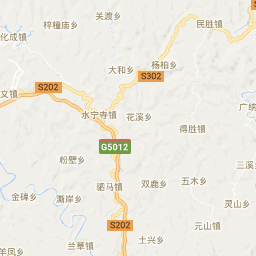 关渡乡
梓橦庙乡
民胜镇
化成镇
杨柏乡
大和乡
S302
S202
文镇
广纳
水宁寺镇
花溪乡
得胜镇
G5012
粉壁乡
三溪
驷马镇
双鹿乡
五木乡
金碑乡
渐岸乡
灵山乡
S202
元山镇
兰草镇
土兴乡
羊凤乡